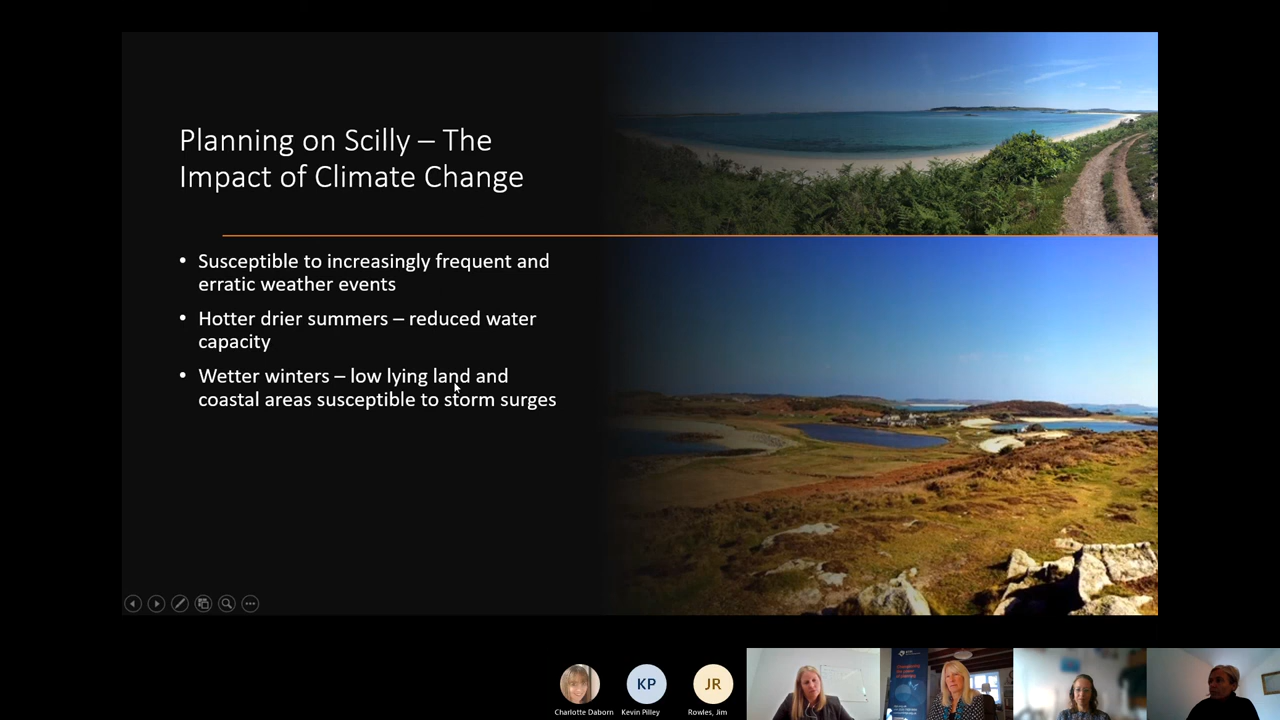 Planning on Scilly – The
Impact of Climate Change
• Susceptible to increasingly frequent and
erratic weather events
• Hotter drier summers – reduced water
capacity
• Wetter winters – low lying land and
coastal areas susceptible to storm surges
KP
JR
Charlotte Daborn
Kevin Pilley
Rowles, Jim